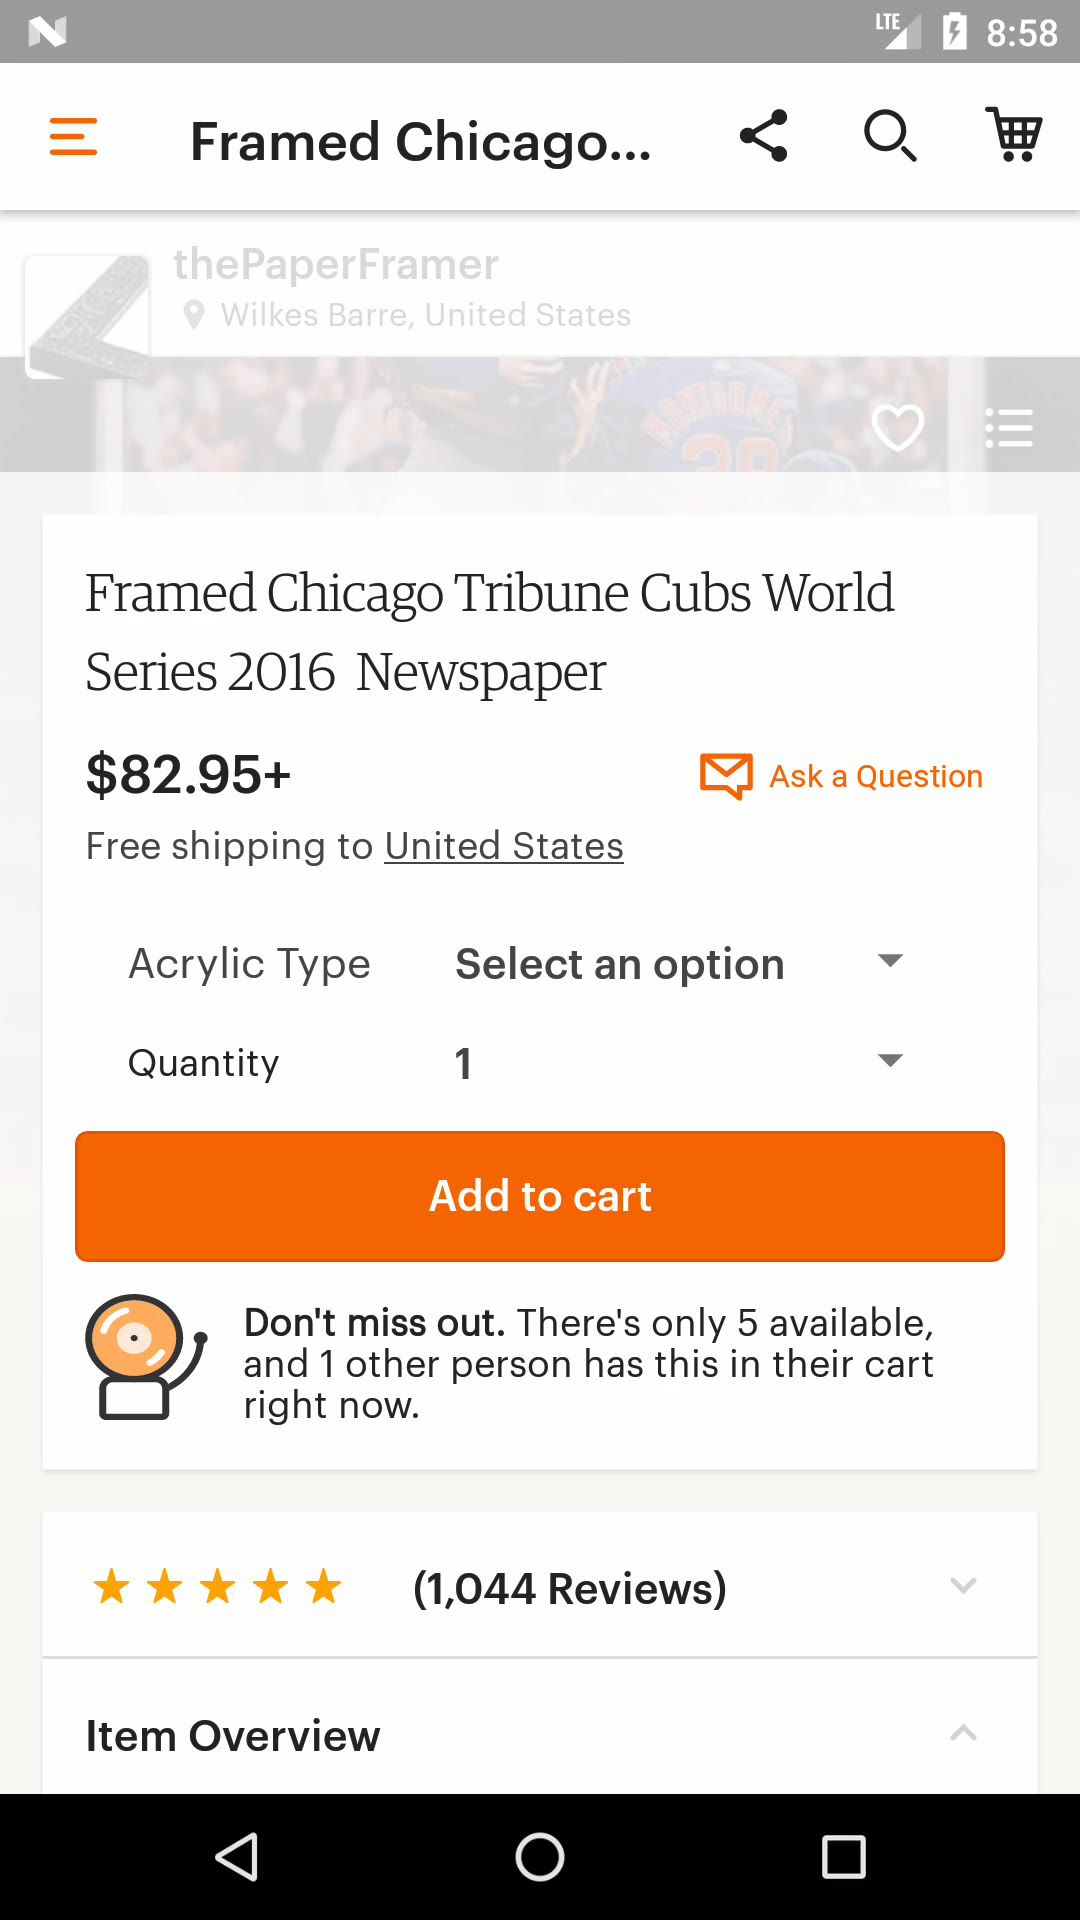 LTE 8:58
Framed Chicago...
thePaperFramer
Wilkes Barre, United States
MONTGOME
39
Framed Chicago Tribune Cubs World
Series 2016 Newspaper
$82.95+
Ask a Question
Free shipping to United States
Acrylic Type Select an option
Quantity 1
Add to cart
Don't miss out. There's only 5 available,
and 1 other person has this in their cart
right now.
(1,044 Reviews)
Item Overview